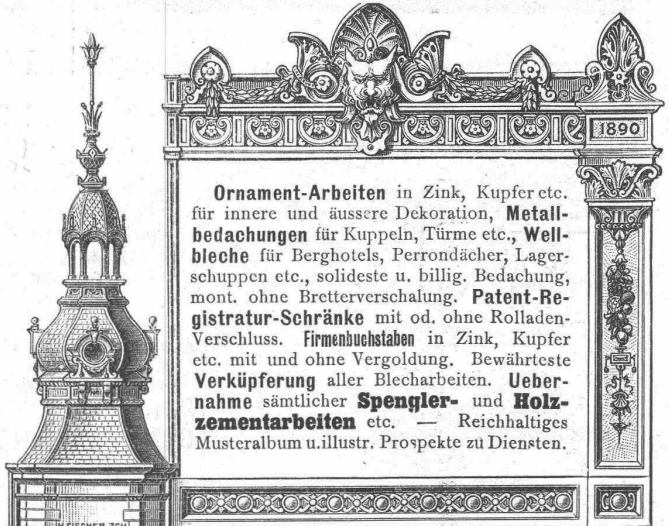 1890
Ornament-Arbeiten in Zink, Kupfer etc.
für innere und äussere Dekoration, Metall-
bedachungen für Kuppeln, Türme etc., Well-
bleche für Berghotels, Perrondächer, Lager-
schuppen etc., solideste u. billig. Bedachung,
mont. ohne Bretterverschalung. Patent-Re-
gistratur-Schränke mit od. ohne Rolladen-
Verschluss. Firmenbuchstaben in Zink, Kupfer
etc. mit und ohne Vergoldung. Bewährteste
Verküpferung aller Blecharbeiten. Ueber-
nahme sämtlicher Spengler- und Holz-
zementarbeiten etc. — Reichhaltiges
Musteralbum u. illustr. Prospekte zu Diensten.
H. FISCHER ZCH